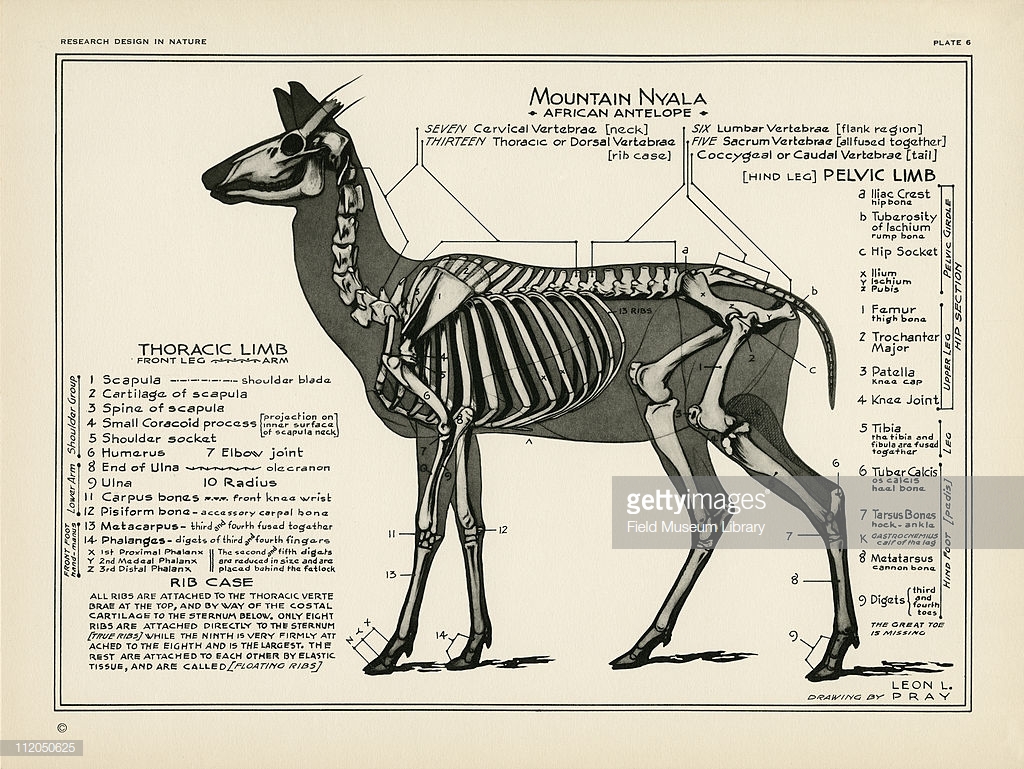 RESEARCH DESIGN IN NATURE
PLATE 6
MOUNTAIN NYALA
AFRICAN ANTELOPE
SEVEN Cervical Vertebrae [neck]
THIRTEEN Thoracic or Dorsal Vertebrae
[rib case]
SIX Lumbar Vertebrae [flank region]
FIVE Sacrum Vertebrae [all fused together]
Coccygeal or Caudal Vertebrae [tail]
[HIND LEG] PELVIC LIMB
a Iliac Crest
hip bone
b Tuberosity
of Ischium
rump bone
c Hip Socket
x Ilium
Y Ischium
z Pubis
PELVIC GIRDLE
HIP SECTION
1 Femur
thigh bone
2 Trochanter
Major
3 Patella
knee cap
4 Knee Joint
UPPER LEG
5 Tibia
the tibia and
fibula are fused
together
LEG
6 Tuber Calcis
os calcis
heel bone
7 Tarsus Bones
hock - ankle
K GASTROCNEMIUS
calf of the leg
8 Metatarsus
cannon bone
9 Digets { third
and
fourth
toes
THE GREAT TOE
IS MISSING
HIND FOOT [pedis]
THORACIC LIMB
FRONT LEG ARM
1 Scapula shoulder blade
2 Cartilage of scapula
3 Spine of scapula
4 Small Coracoid process [projection on
inner surface
of scapula neck]
5 Shoulder socket
6 Humerus 7 Elbow joint
8 End of Ulna olecranon
9 Ulna 10 Radius
11 Carpus bones front knee wrist
12 Pisiform bone - accessory carpal bone
13 Metacarpus - third and fourth fused together
14 Phalanges - digets of third and fourth fingers
X 1st Proximal Phalanx
Y 2nd Medeal Phalanx
Z 3rd Distal Phalanx
The second and fifth digets
are reduced in size and are
placed behind the fetlock
Shoulder Group
Lower Arm
FRONT FOOT
hand - manus
RIB CASE
ALL RIBS ARE ATTACHED TO THE THORACIC VERTE
BRAE AT THE TOP, AND BY WAY OF THE COSTAL
CARTILAGE TO THE STERNUM BELOW. ONLY EIGHT
RIBS ARE ATTACHED DIRECTLY TO THE STERNUM
[TRUE RIBS] WHILE THE NINTH IS VERY FIRMLY ATT
ACHED TO THE EIGHTH AND IS THE LARGEST. THE
REST ARE ATTACHED TO EACH OTHER BY ELASTIC
TISSUE, AND ARE CALLED [FLOATING RIBS]
13 RIBS
a
b
c
1
2
3
4
5
6
7
8
9
11
12
13
14
X Y Z
gettyimages
Field Museum Library
DRAWING BY LEON L. PRAY
©
112050625